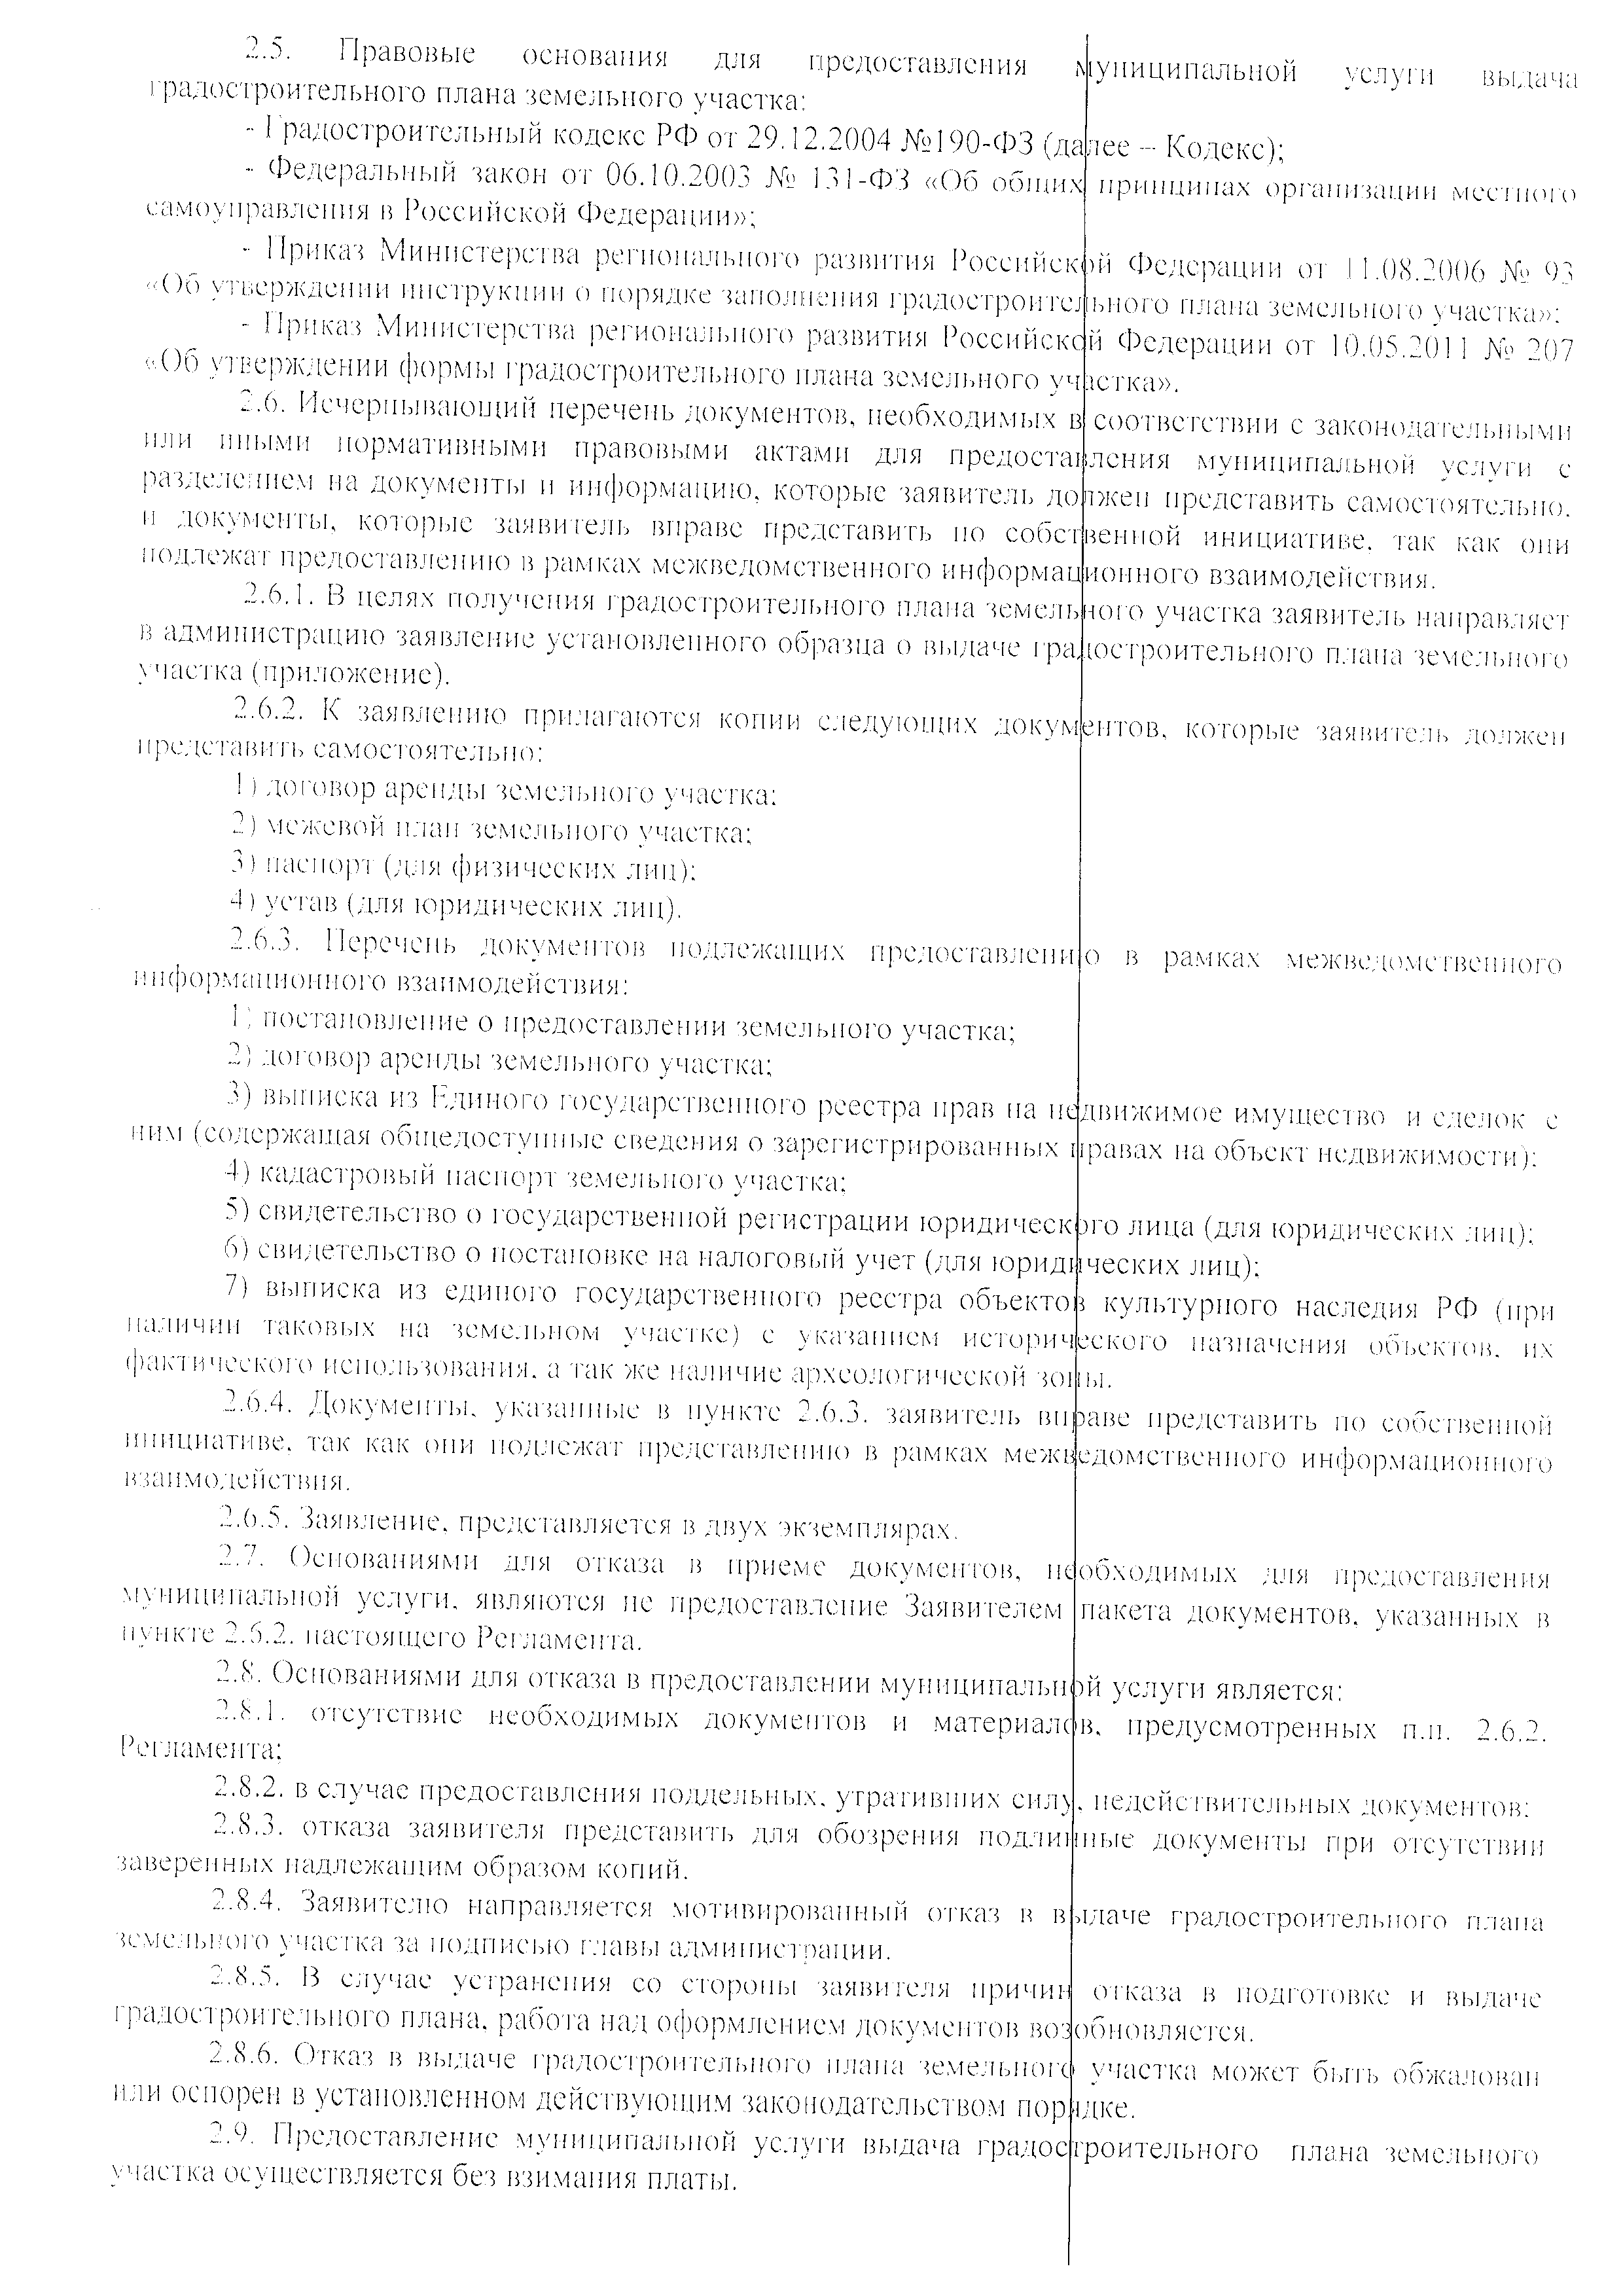 2.5. Правовые основания для предоставления муниципальной услуги выдача
градостроительного плана земельного участка:
- Градостроительный кодекс РФ от 29.12.2004 №190-ФЗ (далее – Кодекс);
- Федеральный закон от 06.10.2003 № 131-ФЗ «Об общих принципах организации местного
самоуправления в Российской Федерации»;
- Приказ Министерства регионального развития Российской Федерации от 11.08.2006 № 93
«Об утверждении инструкции о порядке заполнения градостроительного плана земельного участка»;
- Приказ Министерства регионального развития Российской Федерации от 10.05.2011 № 207
«Об утверждении формы градостроительного плана земельного участка».
2.6. Исчерпывающий перечень документов, необходимых в соответствии с законодательными
или иными нормативными правовыми актами для предоставления муниципальной услуги с
разделением на документы и информацию, которые заявитель должен представить самостоятельно,
и документы, которые заявитель вправе представить по собственной инициативе, так как они
подлежат предоставлению в рамках межведомственного информационного взаимодействия.
2.6.1. В целях получения градостроительного плана земельного участка заявитель направляет
в администрацию заявление установленного образца о выдаче градостроительного плана земельного
участка (приложение).
2.6.2. К заявлению прилагаются копии следующих документов, которые заявитель должен
представить самостоятельно:
1) договор аренды земельного участка;
2) межевой план земельного участка;
3) паспорт (для физических лиц);
4) устав (для юридических лиц).
2.6.3. Перечень документов подлежащих предоставлению в рамках межведомственного
информационного взаимодействия:
1) постановление о предоставлении земельного участка;
2) договор аренды земельного участка;
3) выписка из Единого государственного реестра прав на недвижимое имущество и сделок с
ним (содержащая общедоступные сведения о зарегистрированных правах на объект недвижимости);
4) кадастровый паспорт земельного участка;
5) свидетельство о государственной регистрации юридического лица (для юридических лиц);
6) свидетельство о постановке на налоговый учет (для юридических лиц);
7) выписка из единого государственного реестра объектов культурного наследия РФ (при
наличии таковых на земельном участке) с указанием исторического назначения объектов, их
фактического использования, а так же наличие археологической зоны.
2.6.4. Документы, указанные в пункте 2.6.3. заявитель вправе представить по собственной
инициативе, так как они подлежат представлению в рамках межведомственного информационного
взаимодействия.
2.6.5. Заявление, представляется в двух экземплярах.
2.7. Основаниями для отказа в приеме документов, необходимых для предоставления
муниципальной услуги, являются не предоставление Заявителем пакета документов, указанных в
пункте 2.6.2. настоящего Регламента.
2.8. Основаниями для отказа в предоставлении муниципальной услуги является:
2.8.1. отсутствие необходимых документов и материалов, предусмотренных п.п. 2.6.2.
Регламента;
2.8.2. в случае предоставления поддельных, утративших силу, недействительных документов;
2.8.3. отказа заявителя представить для обозрения подлинные документы при отсутствии
заверенных надлежащим образом копий.
2.8.4. Заявителю направляется мотивированный отказ в выдаче градостроительного плана
земельного участка за подписью главы администрации.
2.8.5. В случае устранения со стороны заявителя причин отказа в подготовке и выдаче
градостроительного плана, работа над оформлением документов возобновляется.
2.8.6. Отказ в выдаче градостроительного плана земельного участка может быть обжалован
или оспорен в установленном действующим законодательством порядке.
2.9. Предоставление муниципальной услуги выдача градостроительного плана земельного
участка осуществляется без взимания платы.